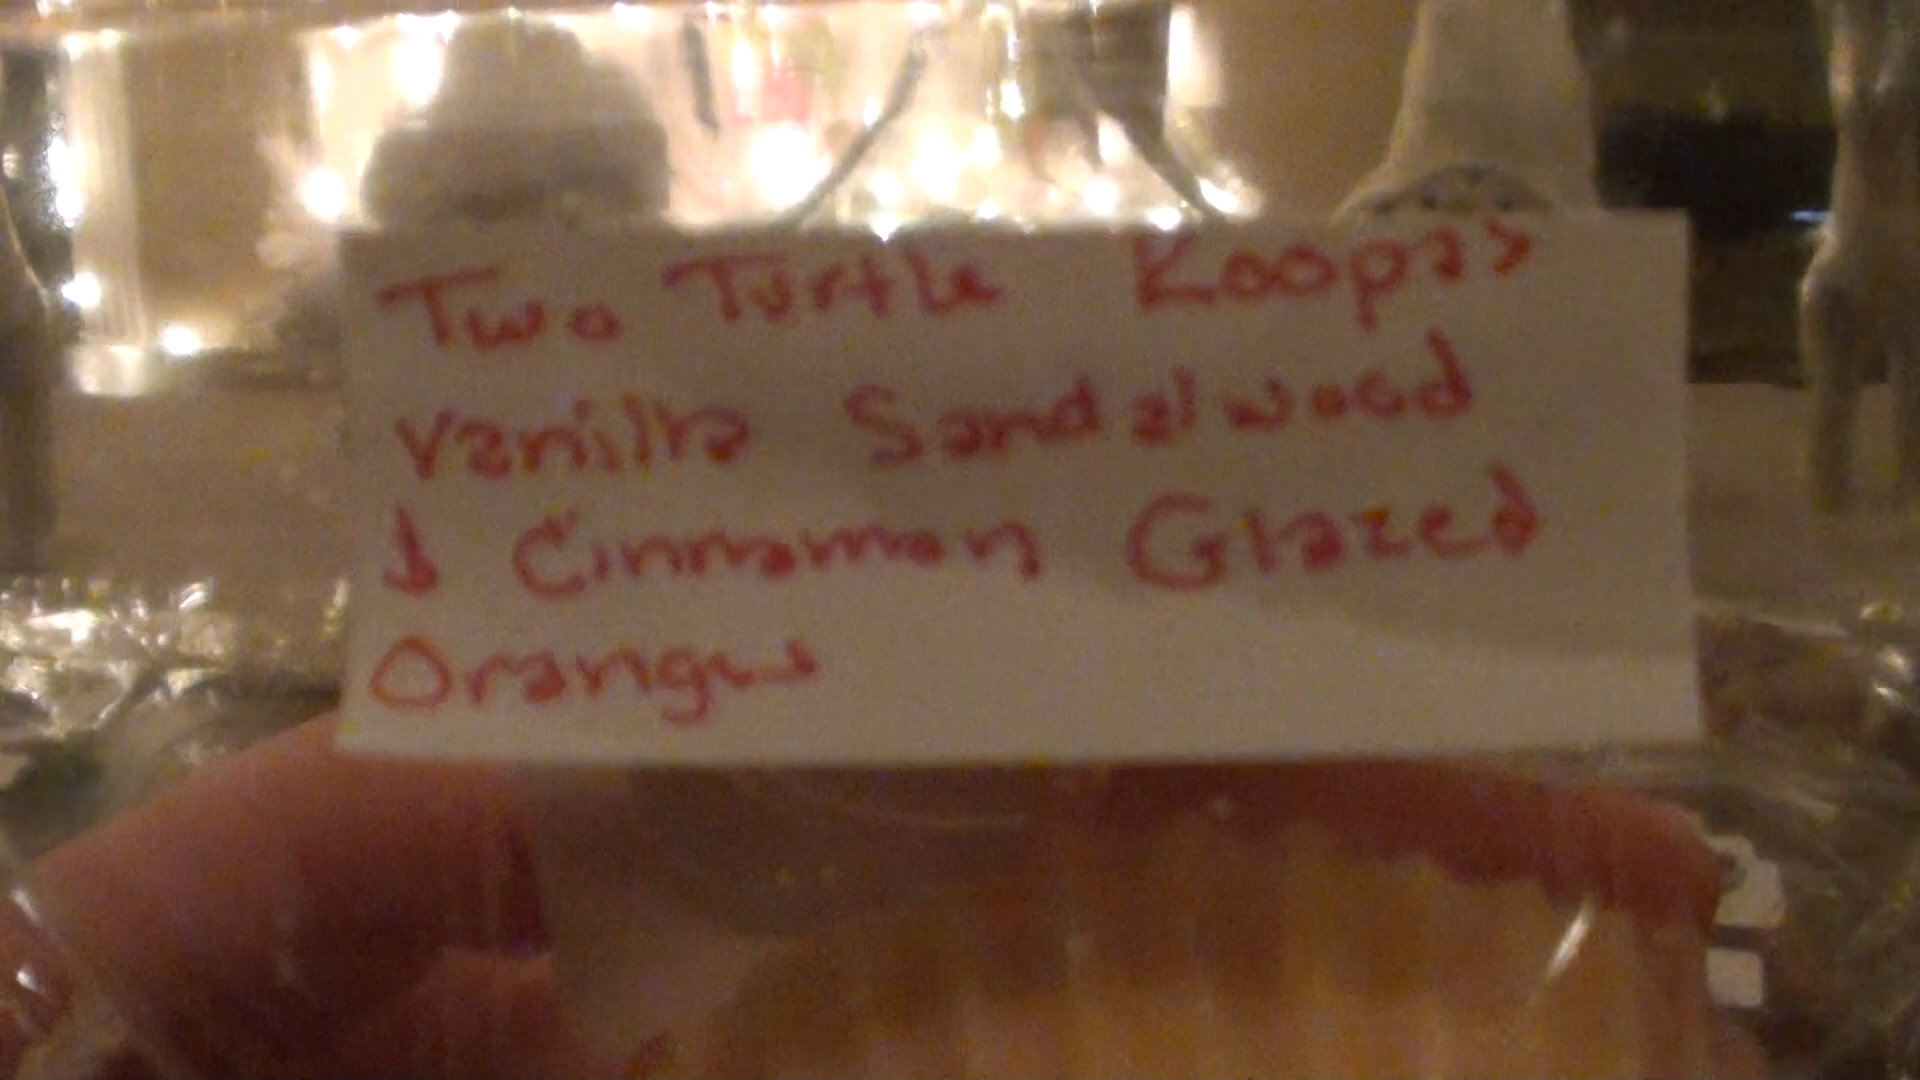 Two Turtle Koopas
Vanilla Sandalwood
& Cinnamon Glazed
Oranges